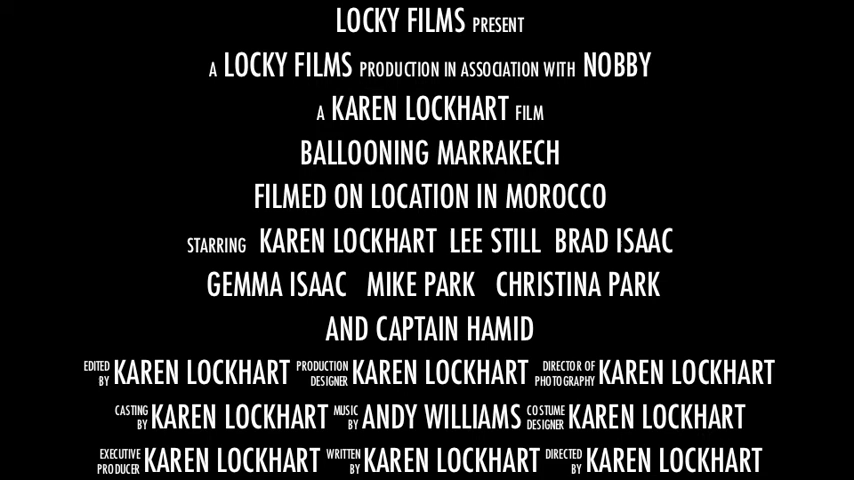 LOCKY FILMS PRESENT
A LOCKY FILMS PRODUCTION IN ASSOCIATION WITH NOBBY
A KAREN LOCKHART FILM
BALLOONING MARRAKECH
FILMED ON LOCATION IN MOROCCO
STARRING KAREN LOCKHART LEE STILL BRAD ISAAC
GEMMA ISAAC MIKE PARK CHRISTINA PARK
AND CAPTAIN HAMID
EDITED BY KAREN LOCKHART PRODUCTION DESIGNER KAREN LOCKHART DIRECTOR OF PHOTOGRAPHY KAREN LOCKHART
CASTING BY KAREN LOCKHART MUSIC BY ANDY WILLIAMS COSTUME DESIGNER KAREN LOCKHART
EXECUTIVE PRODUCER KAREN LOCKHART WRITTEN BY KAREN LOCKHART DIRECTED BY KAREN LOCKHART